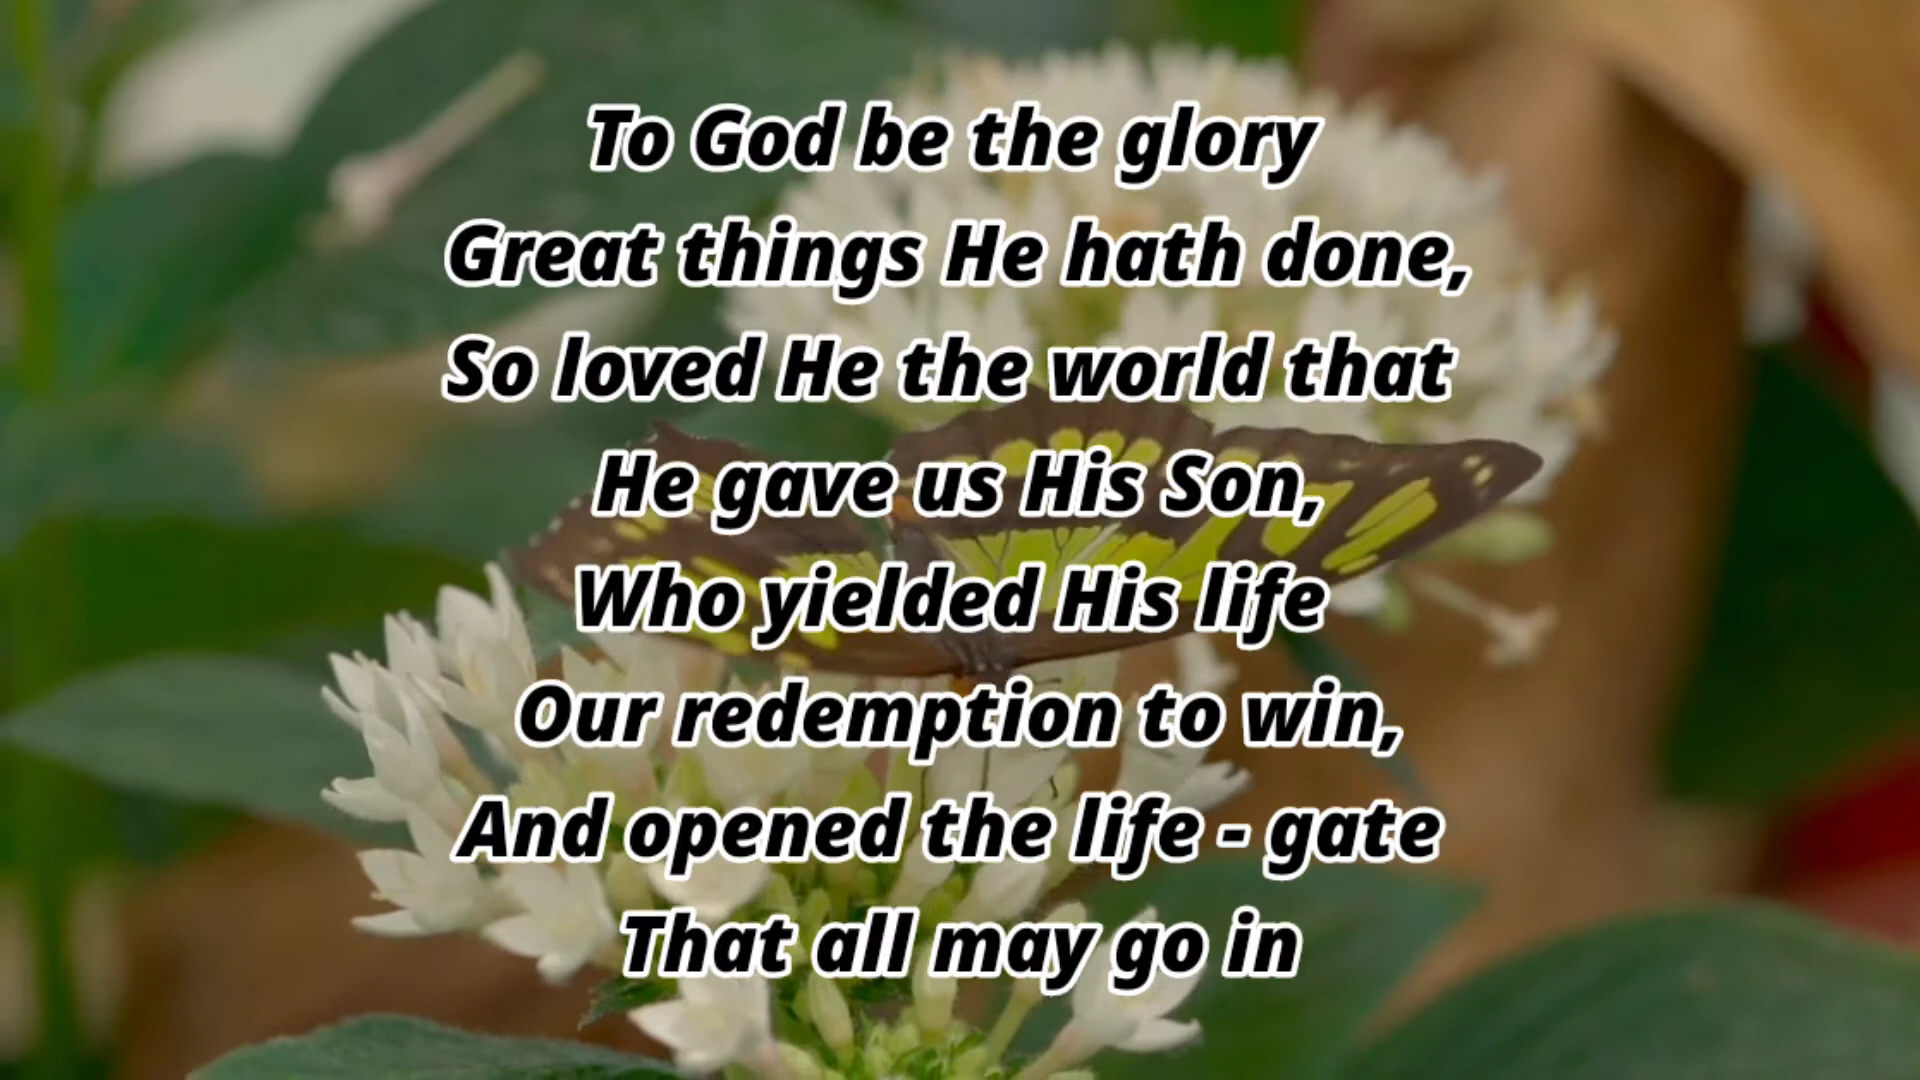 To God be the glory
Great things He hath done,
So loved He the world that
He gave us His Son,
Who yielded His life
Our redemption to win,
And opened the life - gate
That all may go in